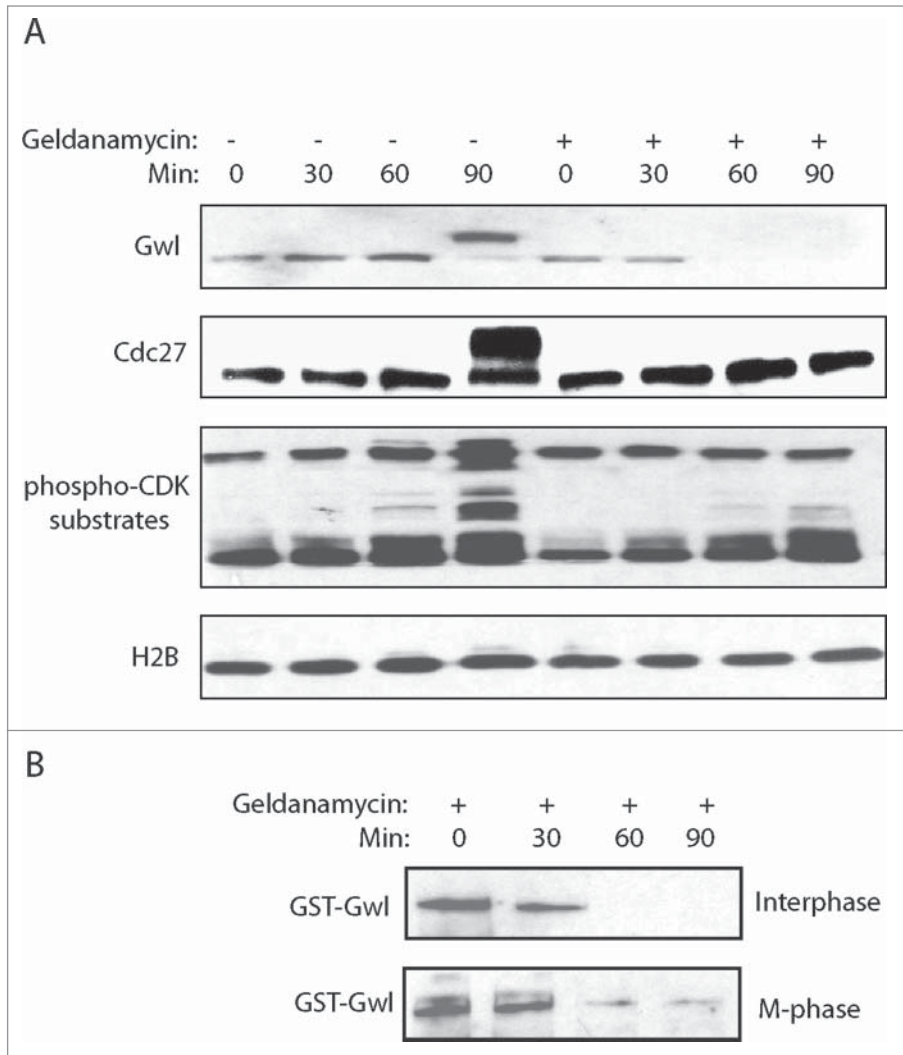 A
Geldanamycin: - - - - + + + +
Min: 0 30 60 90 0 30 60 90
Gwl
Cdc27
phospho-CDK
substrates
H2B
B
Geldanamycin: + + + +
Min: 0 30 60 90
GST-Gwl Interphase
GST-Gwl M-phase